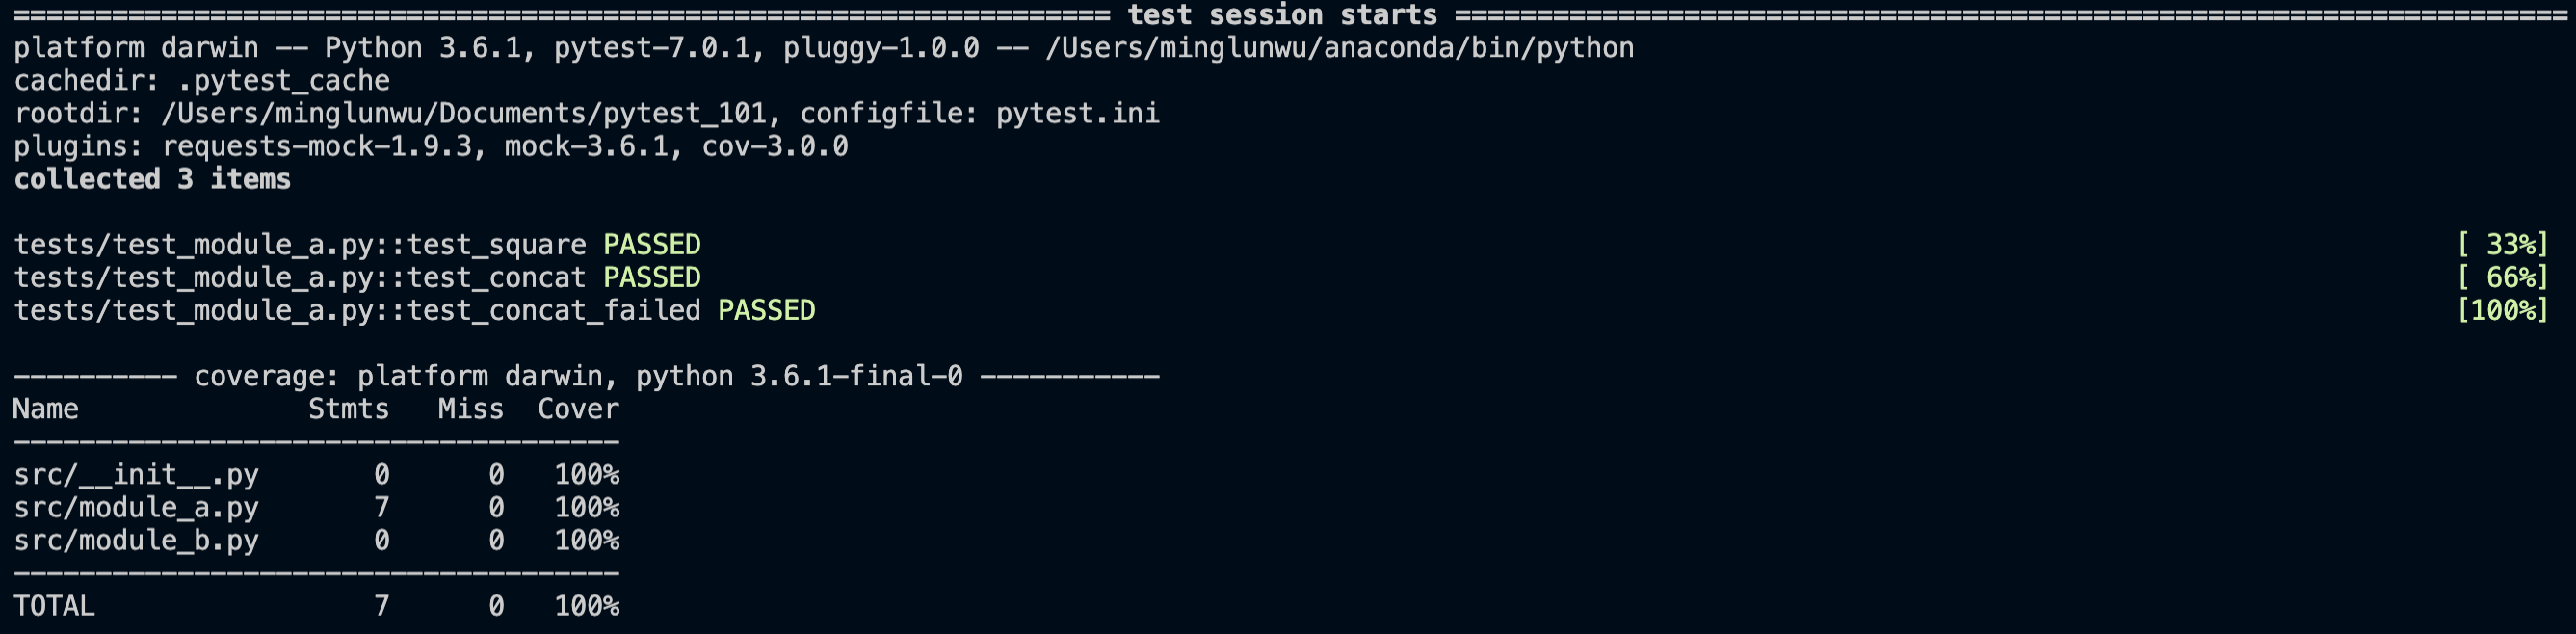 =================================================================== test session starts ====================================================================
platform darwin -- Python 3.6.1, pytest-7.0.1, pluggy-1.0.0 -- /Users/minglunwu/anaconda/bin/python
cachedir: .pytest_cache
rootdir: /Users/minglunwu/Documents/pytest_101, configfile: pytest.ini
plugins: requests-mock-1.9.3, mock-3.6.1, cov-3.0.0
collected 3 items
tests/test_module_a.py::test_square PASSED [ 33%]
tests/test_module_a.py::test_concat PASSED [ 66%]
tests/test_module_a.py::test_concat_failed PASSED [100%]
---------- coverage: platform darwin, python 3.6.1-final-0 -----------
Name              Stmts   Miss  Cover
-------------------------------------
src/__init__.py       0      0   100%
src/module_a.py       7      0   100%
src/module_b.py       0      0   100%
-------------------------------------
TOTAL                 7      0   100%